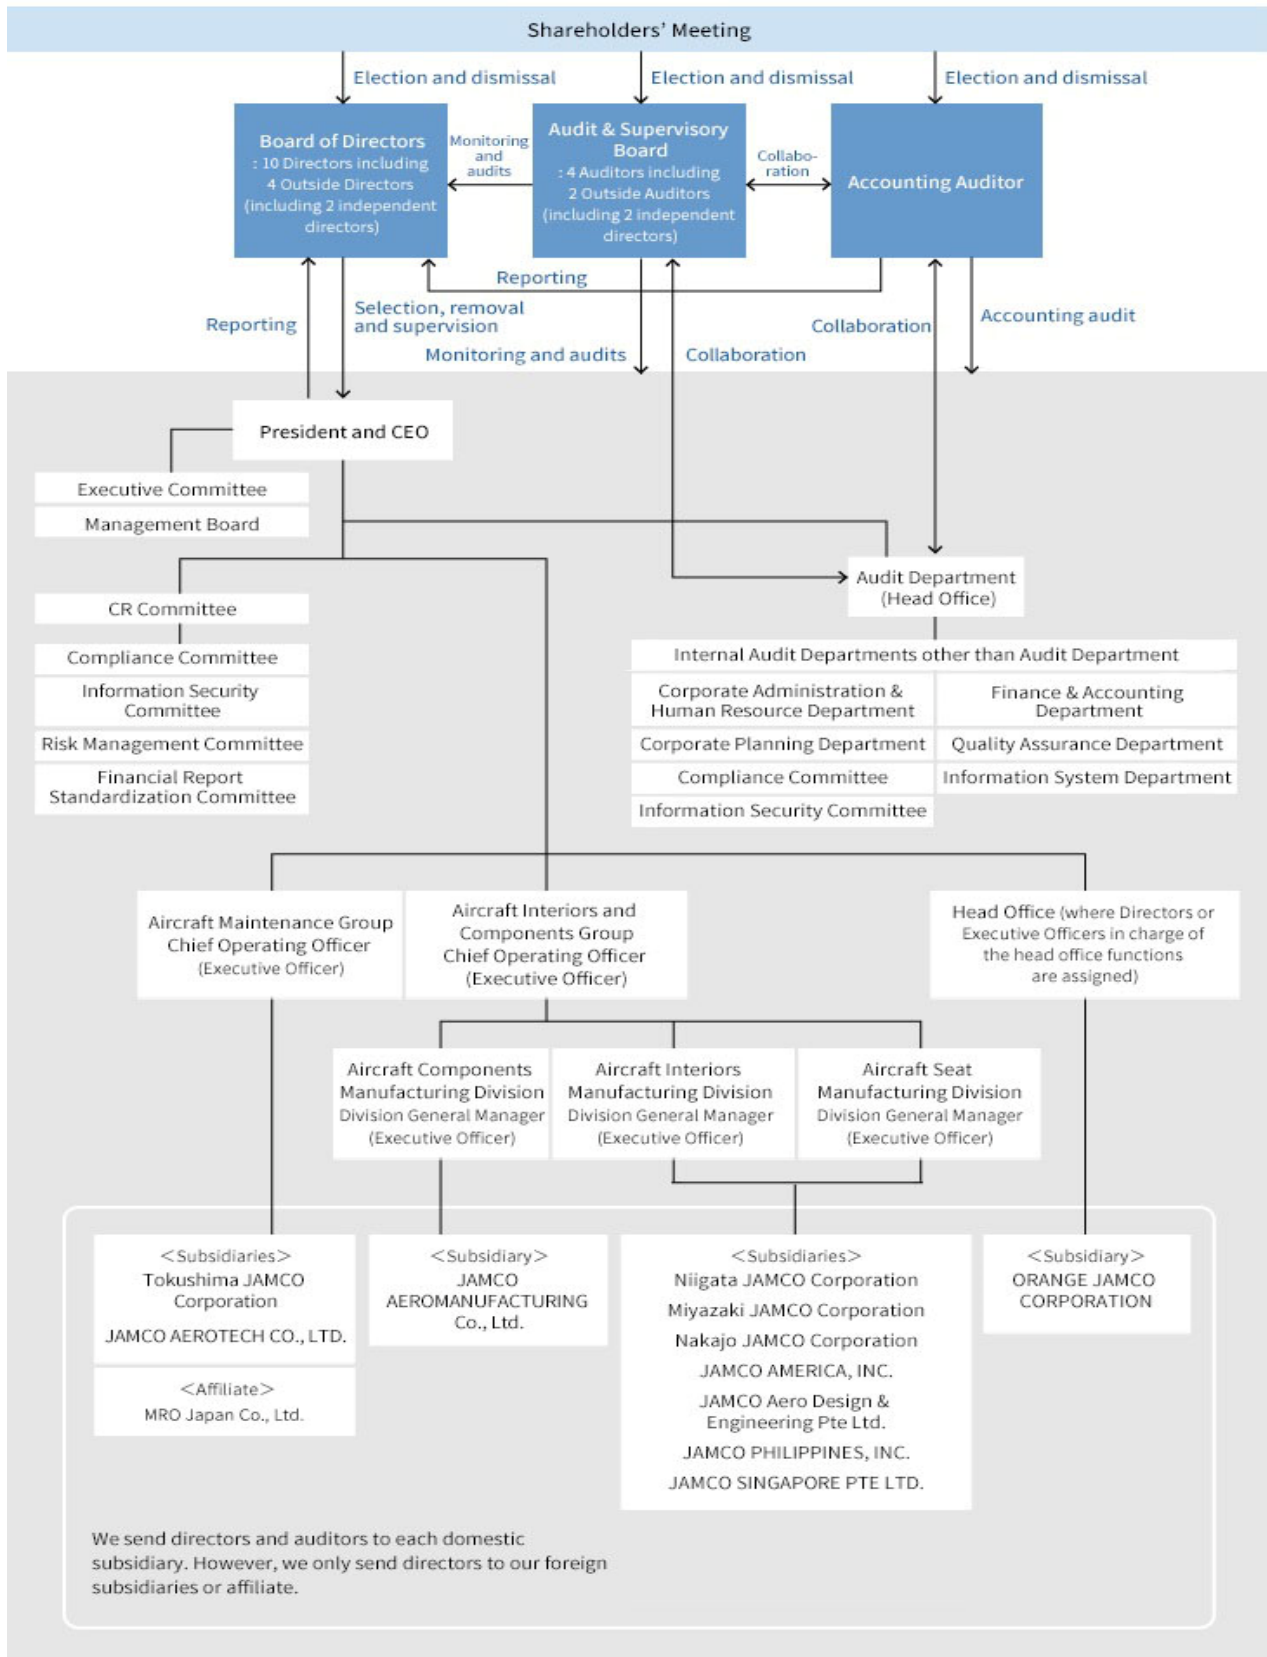 Shareholders’ Meeting
Election and dismissal
Election and dismissal
Election and dismissal
Board of Directors
: 10 Directors including
4 Outside Directors
(including 2 independent
directors)
Monitoring
and
audits
Audit & Supervisory
Board
: 4 Auditors including
2 Outside Auditors
(including 2 independent
directors)
Collabo-
ration
Accounting Auditor
Reporting
Reporting
Selection, removal
and supervision
Monitoring and audits
Collaboration
Collaboration
Accounting audit
President and CEO
Executive Committee
Management Board
CR Committee
Compliance Committee
Information Security
Committee
Risk Management Committee
Financial Report
Standardization Committee
Audit Department
(Head Office)
Internal Audit Departments other than Audit Department
Corporate Administration &
Human Resource Department
Finance & Accounting
Department
Corporate Planning Department
Quality Assurance Department
Compliance Committee
Information System Department
Information Security Committee
Aircraft Maintenance Group
Chief Operating Officer
(Executive Officer)
Aircraft Interiors and
Components Group
Chief Operating Officer
(Executive Officer)
Head Office (where Directors or
Executive Officers in charge of
the head office functions
are assigned)
Aircraft Components
Manufacturing Division
Division General Manager
(Executive Officer)
Aircraft Interiors
Manufacturing Division
Division General Manager
(Executive Officer)
Aircraft Seat
Manufacturing Division
Division General Manager
(Executive Officer)
<Subsidiaries>
Tokushima JAMCO
Corporation
JAMCO AEROTECH CO., LTD.
<Affiliate>
MRO Japan Co., Ltd.
<Subsidiary>
JAMCO
AEROMANUFACTURING
Co., Ltd.
<Subsidiaries>
Niigata JAMCO Corporation
Miyazaki JAMCO Corporation
Nakajo JAMCO Corporation
JAMCO AMERICA, INC.
JAMCO Aero Design &
Engineering Pte Ltd.
JAMCO PHILIPPINES, INC.
JAMCO SINGAPORE PTE LTD.
<Subsidiary>
ORANGE JAMCO
CORPORATION
We send directors and auditors to each domestic
subsidiary. However, we only send directors to our foreign
subsidiaries or affiliate.